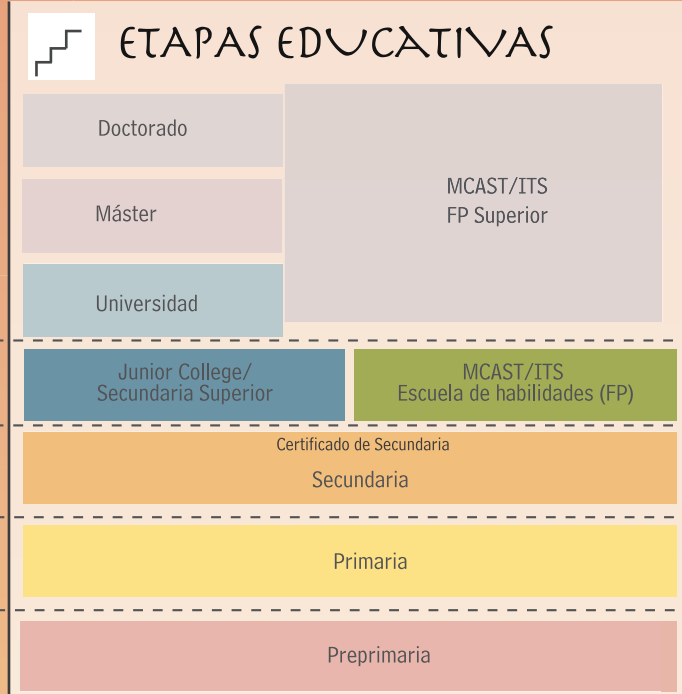 ETAPAS EDUCATIVAS
Doctorado
MCAST/ITS
FP Superior
Máster
Universidad
Junior College/
Secundaria Superior
MCAST/ITS
Escuela de habilidades (FP)
Certificado de Secundaria
Secundaria
Primaria
Preprimaria